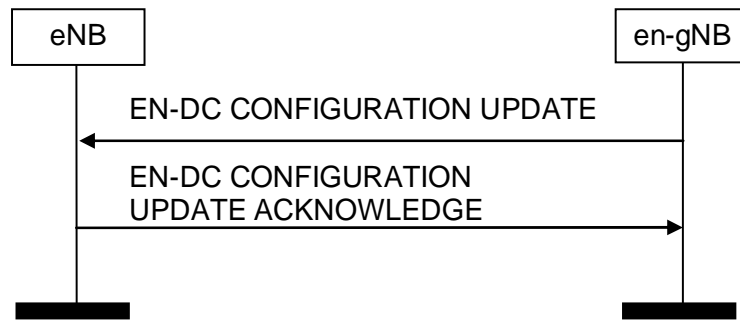 eNB
en-gNB
EN-DC CONFIGURATION UPDATE
EN-DC CONFIGURATION
UPDATE ACKNOWLEDGE